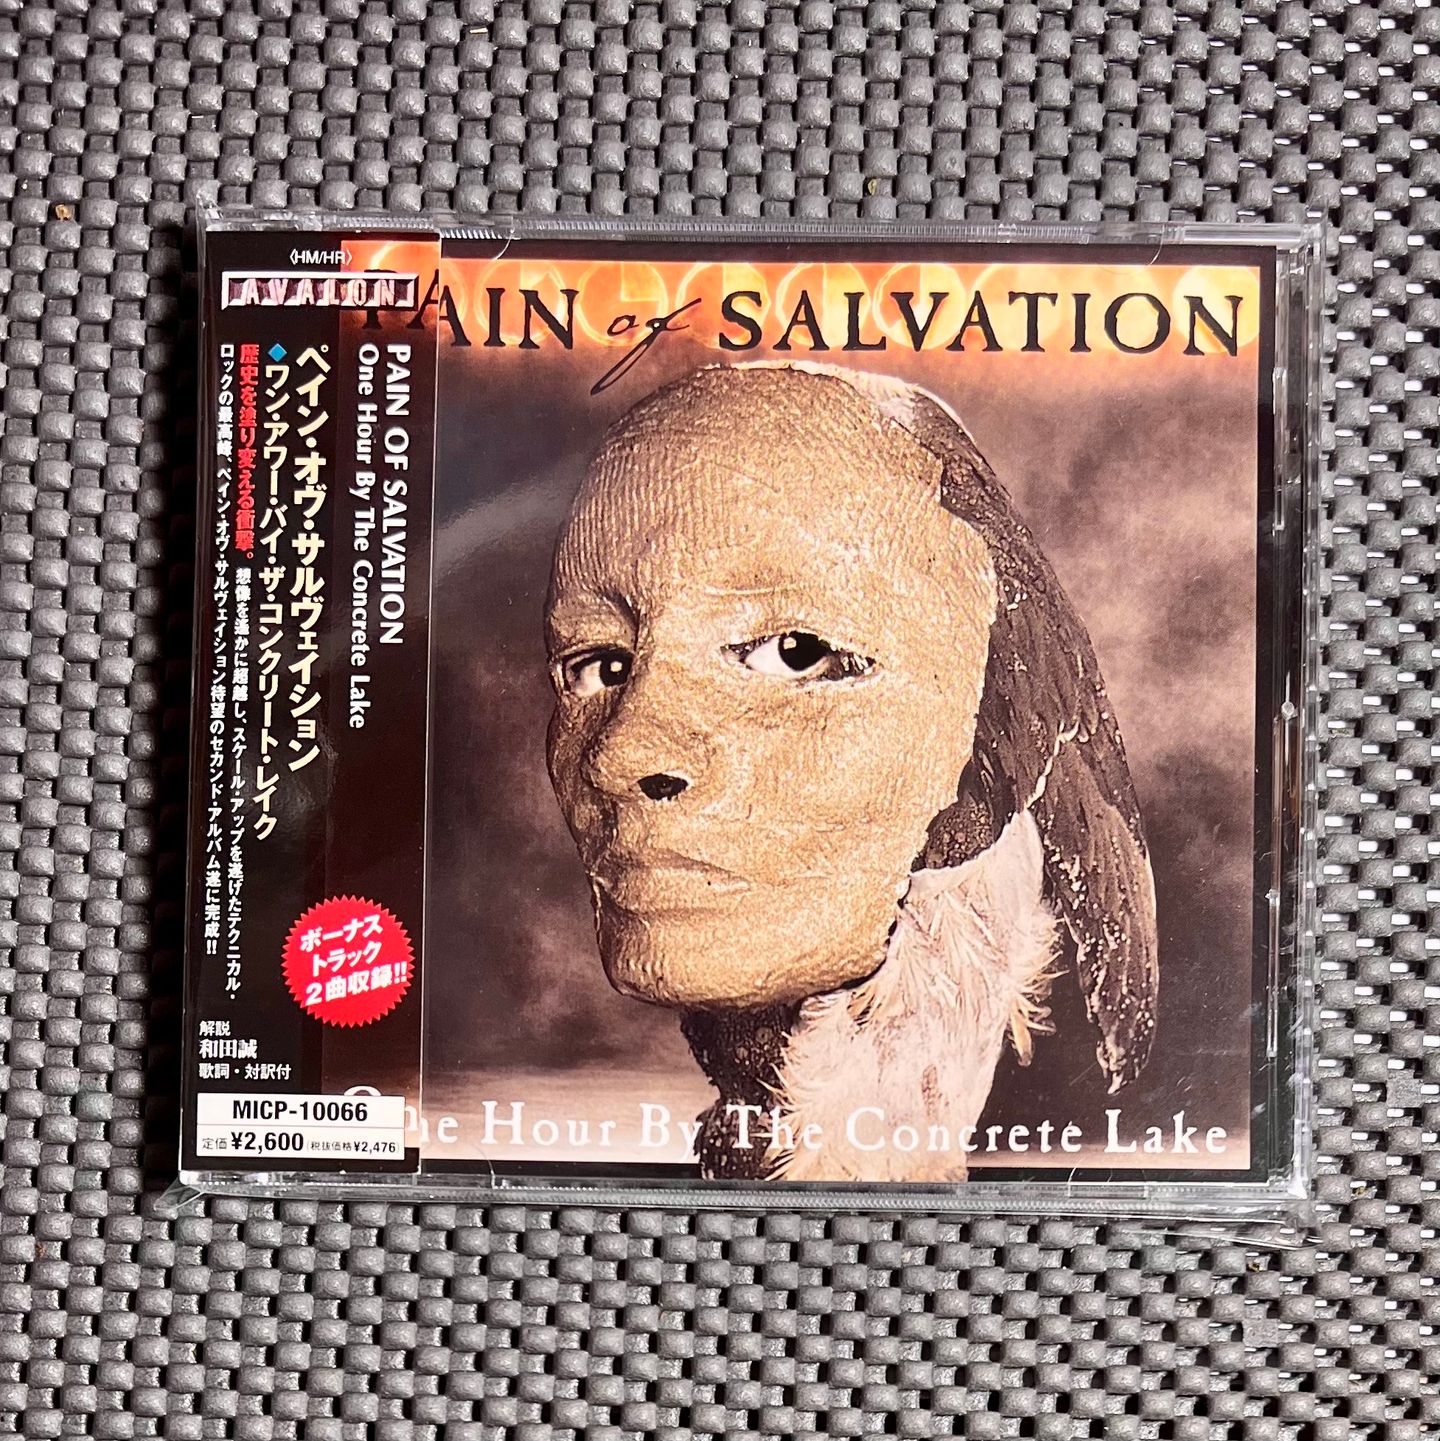 〈HM/HR〉
AVALON
PAIN OF SALVATION
One Hour By The Concrete Lake
ペイン・オヴ・サルヴェイション
◆ワン・アワー・バイ・ザ・コンクリート・レイク
歴史を塗り変える衝撃。想像を遥かに超越し、スケール・アップを遂げたテクニカル・
ロックの最高峰、ペイン・オヴ・サルヴェイション待望のセカンド・アルバム遂に完成!!
ボーナス
トラック
2曲収録!!
解説
和田誠
歌詞・対訳付
MICP-10066
定価¥2,600(税抜価格¥2,476)
PAIN of SALVATION
One Hour By The Concrete Lake